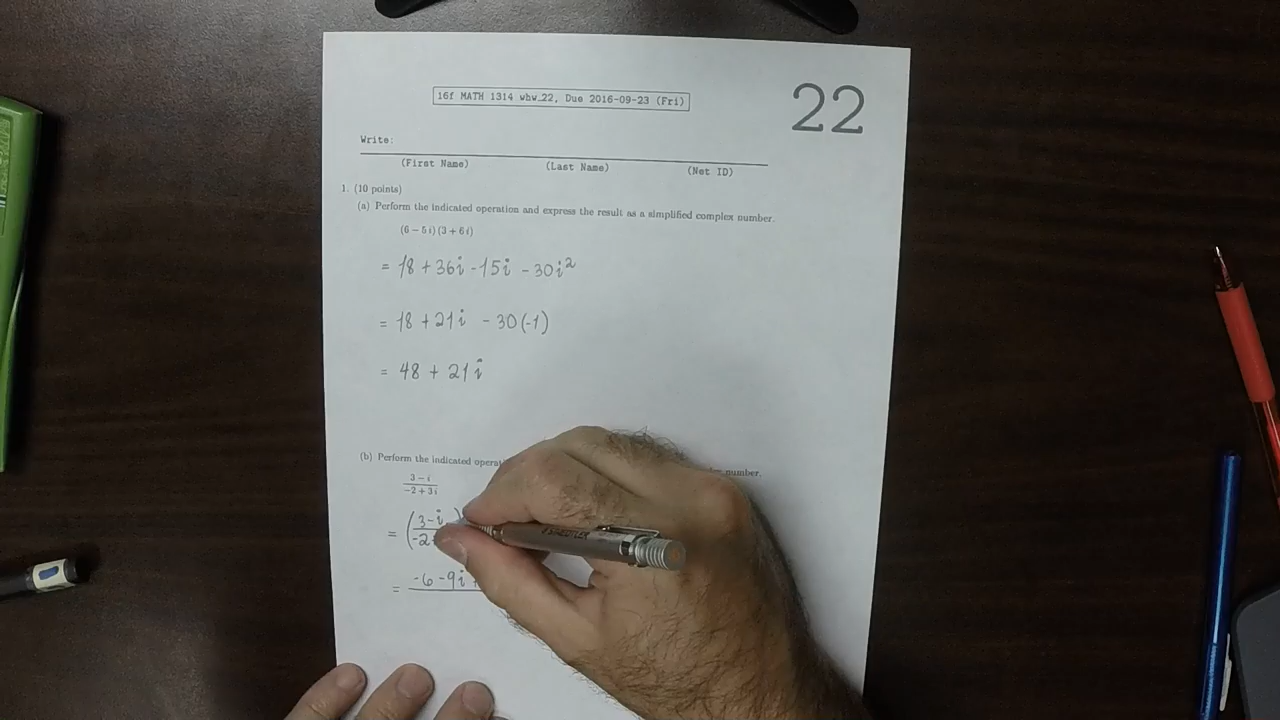 22
16f MATH 1314 whw_22, Due 2016-09-23 (Fri)
Write:
(First Name) (Last Name) (Net ID)
1. (10 points)
(a) Perform the indicated operation and express the result as a simplified complex number.
(6 − 5i)(3 + 6i)
= 18 + 36i - 15i - 30i²
= 18 + 21i - 30(-1)
= 48 + 21i
(b) Perform the indicated number.
3 − i
−2 + 3i
= (3-i
-2
= -6 -9i
STAEDTLER